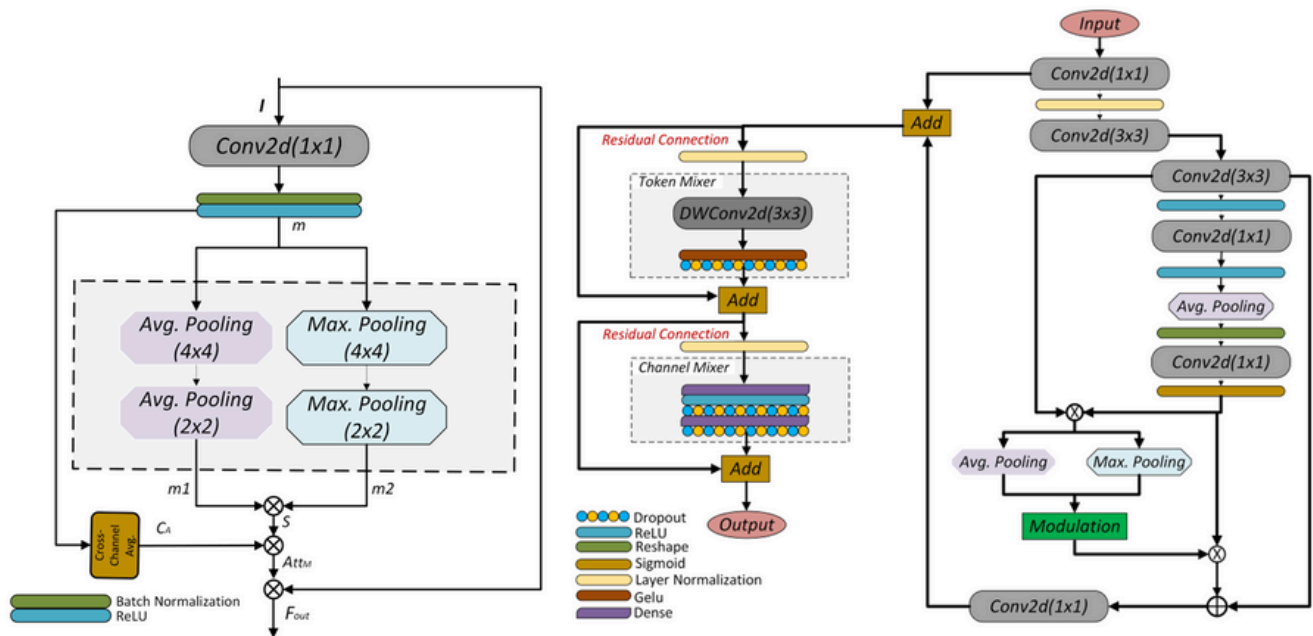 I
Conv2d(1x1)
m
Avg. Pooling
(4x4)
Max. Pooling
(4x4)
Avg. Pooling
(2x2)
Max. Pooling
(2x2)
m1
m2
S
Cross-
Channel
Avg.
CA
AttM
Fout
Batch Normalization
ReLU
Add
Residual Connection
Token Mixer
DWConv2d(3x3)
Add
Residual Connection
Channel Mixer
Add
Output
Dropout
ReLU
Reshape
Sigmoid
Layer Normalization
Gelu
Dense
Input
Conv2d(1x1)
Conv2d(3x3)
Conv2d(3x3)
Conv2d(1x1)
Avg. Pooling
Conv2d(1x1)
Avg. Pooling
Max. Pooling
Modulation
Conv2d(1x1)